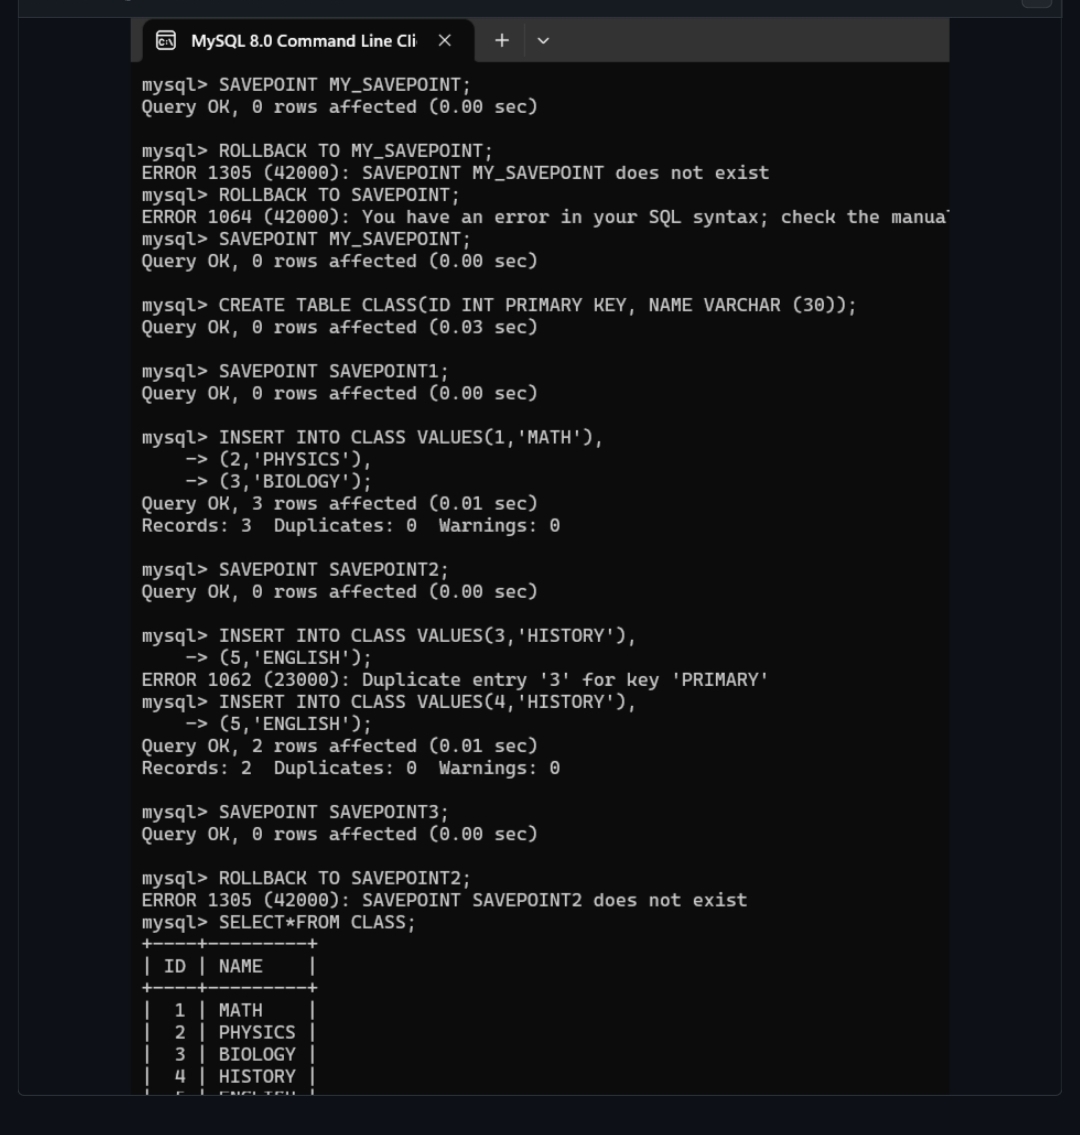 MySQL 8.0 Command Line Cli
mysql> SAVEPOINT MY_SAVEPOINT;
Query OK, 0 rows affected (0.00 sec)
mysql> ROLLBACK TO MY_SAVEPOINT;
ERROR 1305 (42000): SAVEPOINT MY_SAVEPOINT does not exist
mysql> ROLLBACK TO SAVEPOINT;
ERROR 1064 (42000): You have an error in your SQL syntax; check the manual
mysql> SAVEPOINT MY_SAVEPOINT;
Query OK, 0 rows affected (0.00 sec)
mysql> CREATE TABLE CLASS(ID INT PRIMARY KEY, NAME VARCHAR (30));
Query OK, 0 rows affected (0.03 sec)
mysql> SAVEPOINT SAVEPOINT1;
Query OK, 0 rows affected (0.00 sec)
mysql> INSERT INTO CLASS VALUES(1,'MATH'),
    -> (2,'PHYSICS'),
    -> (3,'BIOLOGY');
Query OK, 3 rows affected (0.01 sec)
Records: 3  Duplicates: 0  Warnings: 0
mysql> SAVEPOINT SAVEPOINT2;
Query OK, 0 rows affected (0.00 sec)
mysql> INSERT INTO CLASS VALUES(3,'HISTORY'),
    -> (5,'ENGLISH');
ERROR 1062 (23000): Duplicate entry '3' for key 'PRIMARY'
mysql> INSERT INTO CLASS VALUES(4,'HISTORY'),
    -> (5,'ENGLISH');
Query OK, 2 rows affected (0.01 sec)
Records: 2  Duplicates: 0  Warnings: 0
mysql> SAVEPOINT SAVEPOINT3;
Query OK, 0 rows affected (0.00 sec)
mysql> ROLLBACK TO SAVEPOINT2;
ERROR 1305 (42000): SAVEPOINT SAVEPOINT2 does not exist
mysql> SELECT*FROM CLASS;
+----+---------+
| ID | NAME    |
+----+---------+
|  1 | MATH    |
|  2 | PHYSICS |
|  3 | BIOLOGY |
|  4 | HISTORY |